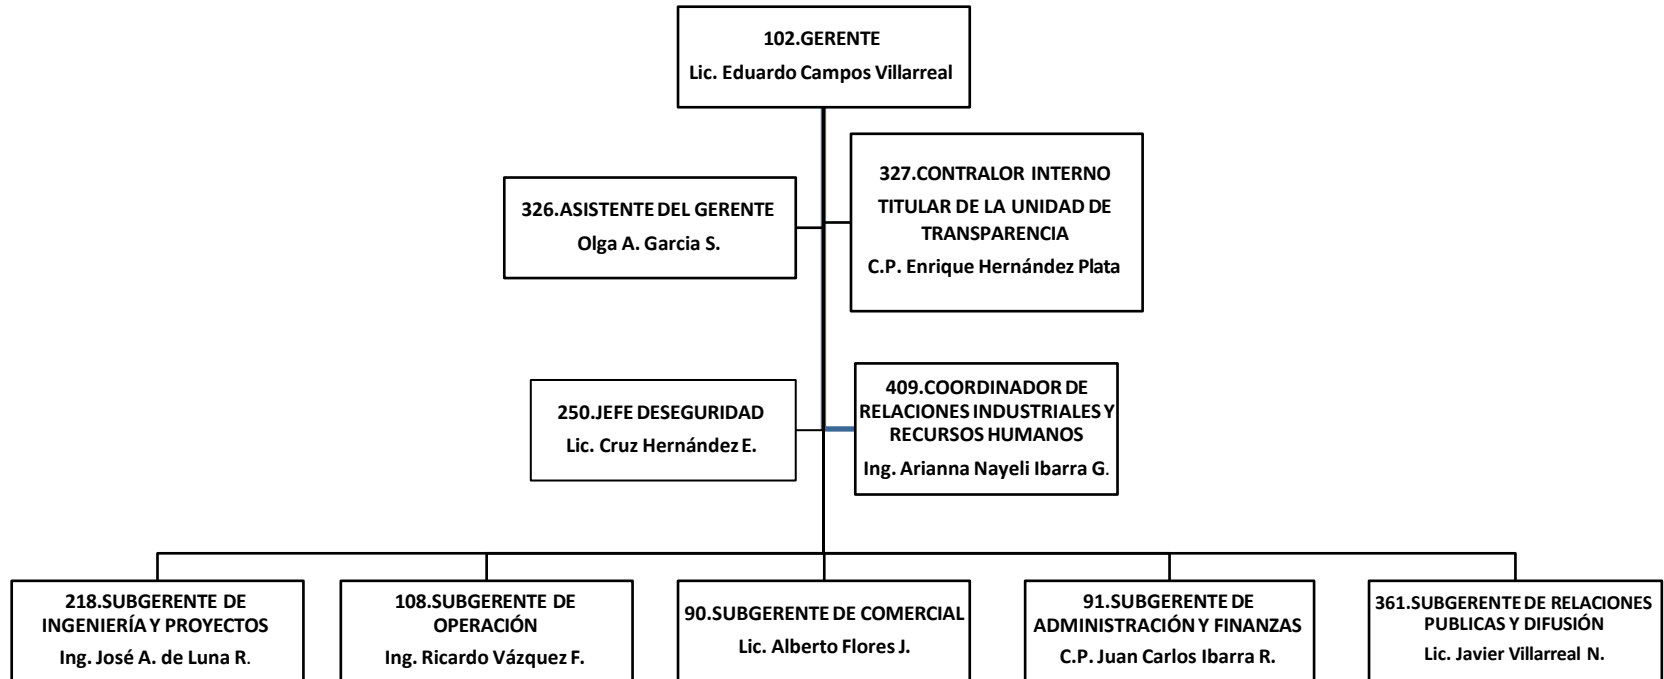 102.GERENTE
Lic. Eduardo Campos Villarreal
327.CONTRALOR INTERNO
TITULAR DE LA UNIDAD DE
TRANSPARENCIA
C.P. Enrique Hernández Plata
326.ASISTENTE DEL GERENTE
Olga A. Garcia S.
250.JEFE DESEGURIDAD
Lic. Cruz Hernández E.
409.COORDINADOR DE
RELACIONES INDUSTRIALES Y
RECURSOS HUMANOS
Ing. Arianna Nayeli Ibarra G.
218.SUBGERENTE DE
INGENIERÍA Y PROYECTOS
Ing. José A. de Luna R.
108.SUBGERENTE DE
OPERACIÓN
Ing. Ricardo Vázquez F.
90.SUBGERENTE DE COMERCIAL
Lic. Alberto Flores J.
91.SUBGERENTE DE
ADMINISTRACIÓN Y FINANZAS
C.P. Juan Carlos Ibarra R.
361.SUBGERENTE DE RELACIONES
PUBLICAS Y DIFUSIÓN
Lic. Javier Villarreal N.